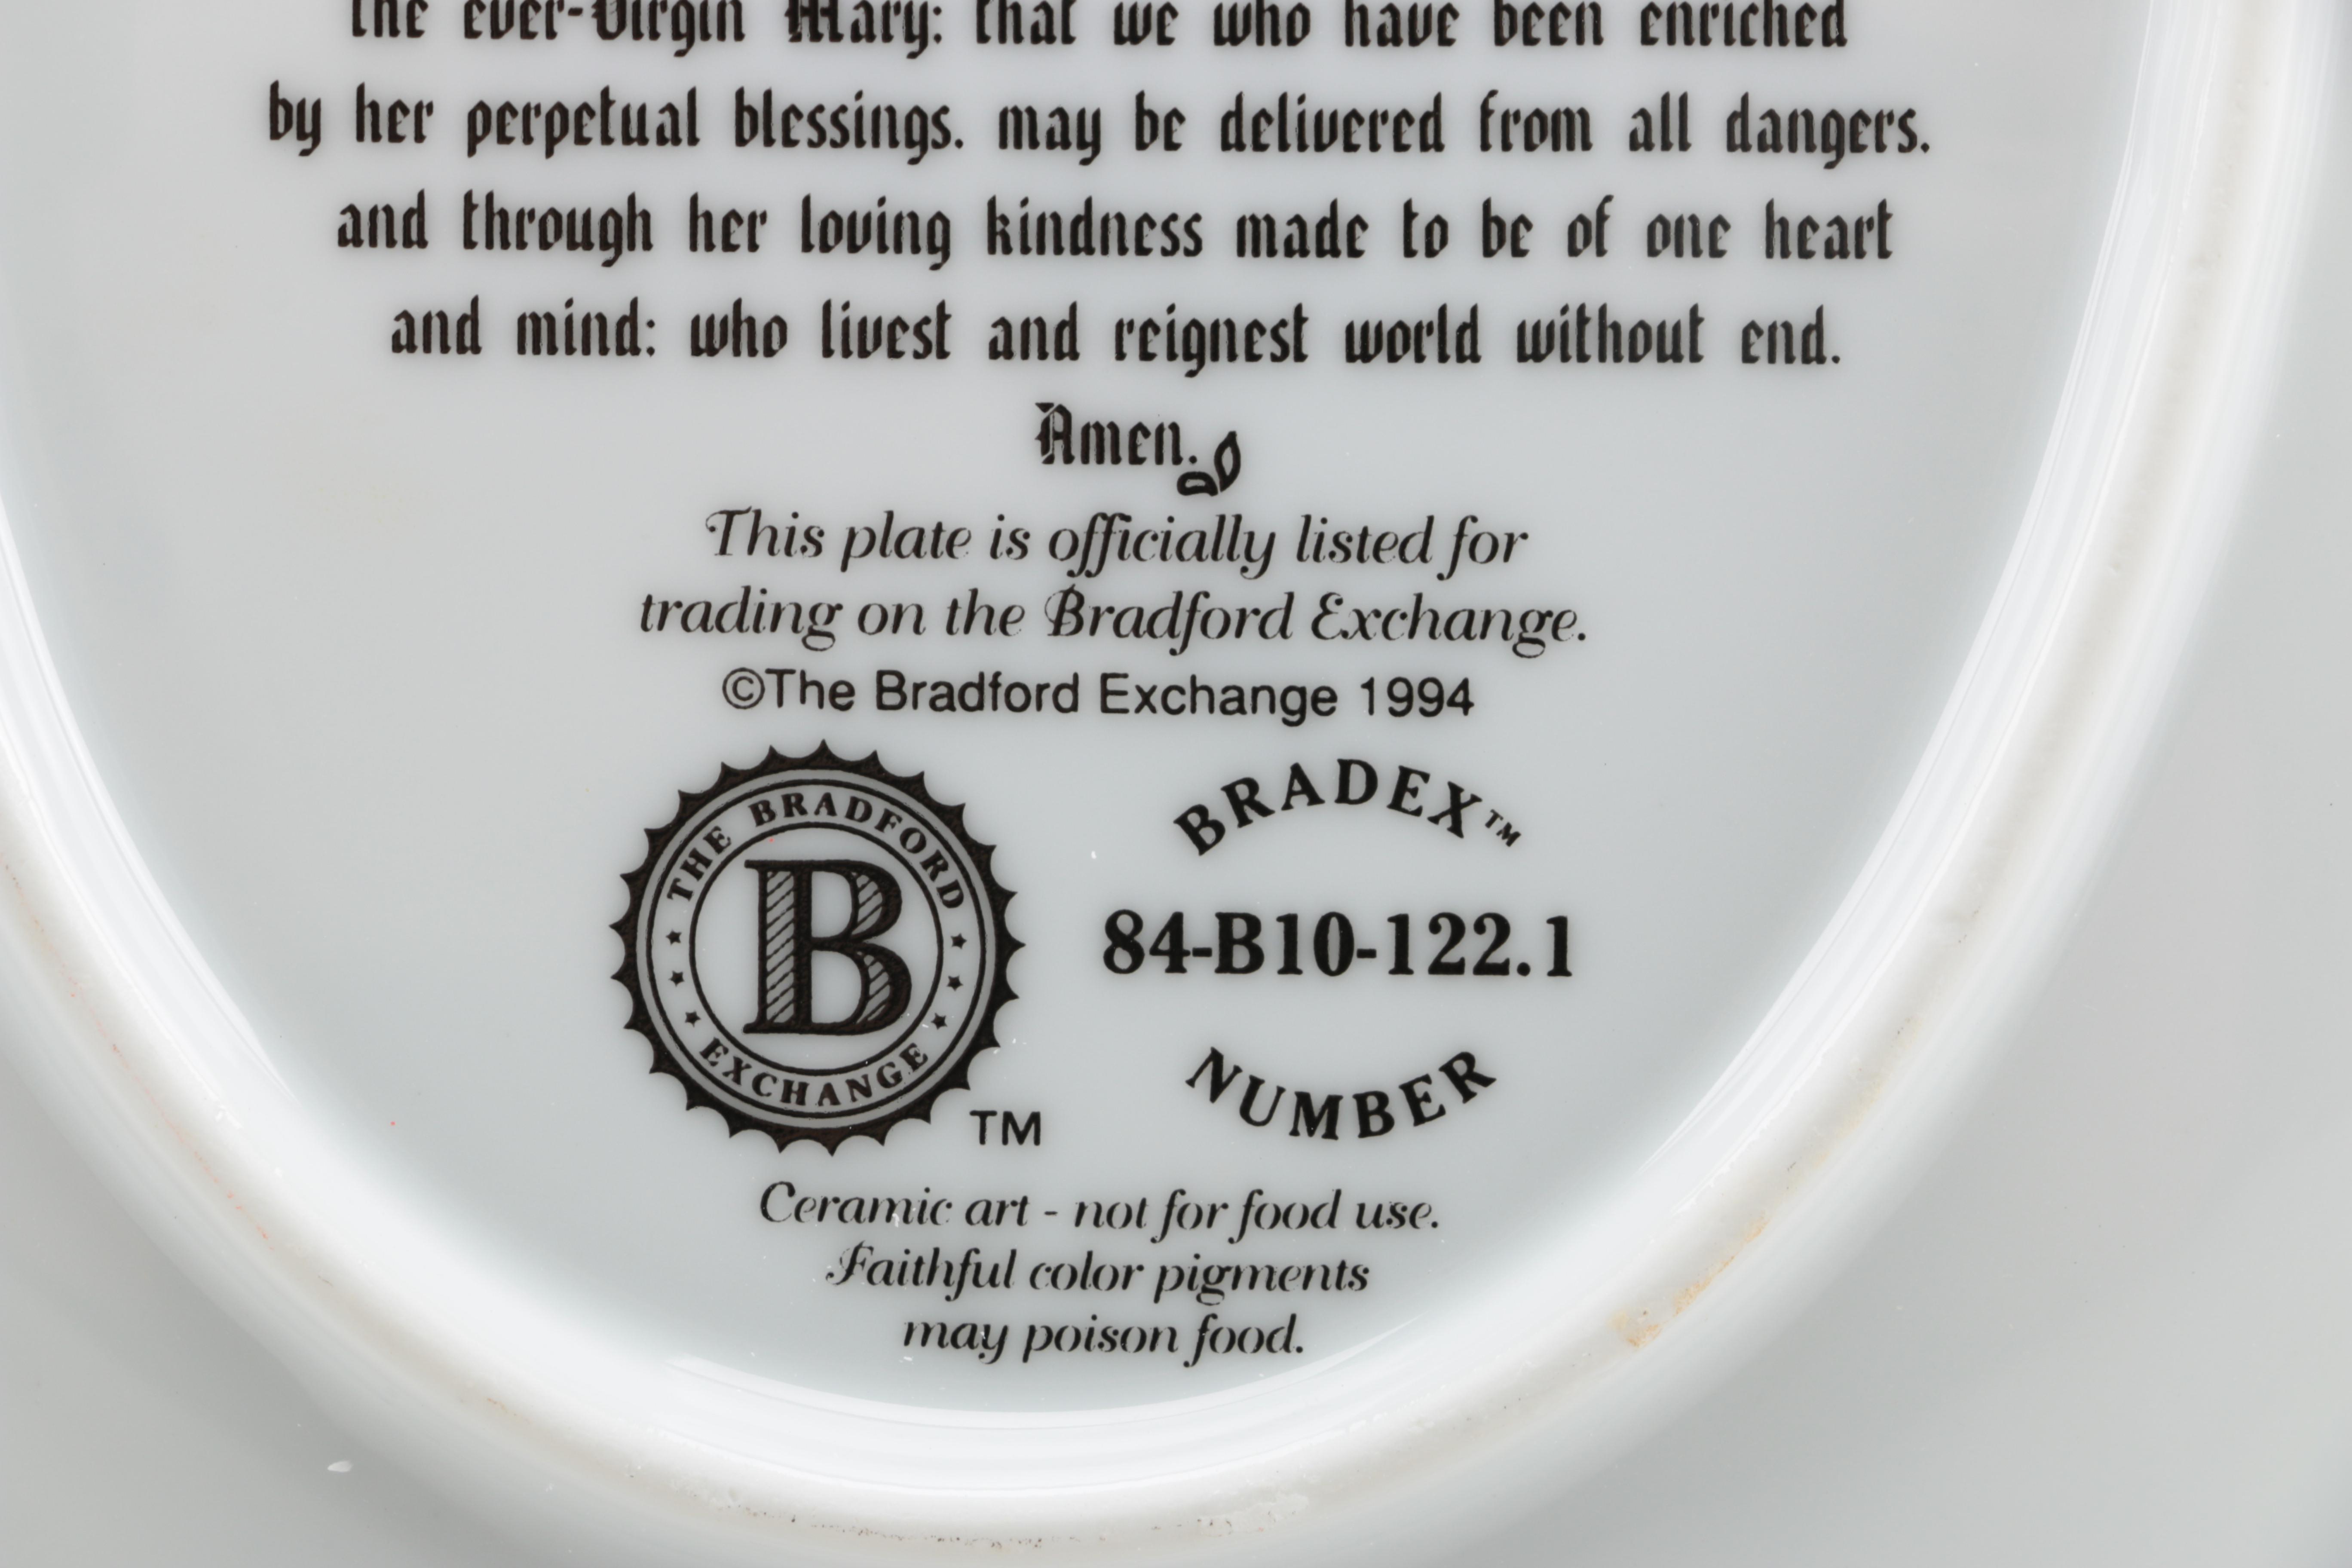 the ever-Virgin Mary: that we who have been enriched
by her perpetual blessings. may be delivered from all dangers.
and through her loving kindness made to be of one heart
and mind: who livest and reignest world without end.
Amen.
This plate is officially listed for
trading on the Bradford Exchange.
©The Bradford Exchange 1994
THE BRADFORD
B
EXCHANGE
TM
BRADEX™
84-B10-122.1
NUMBER
Ceramic art - not for food use.
Faithful color pigments
may poison food.